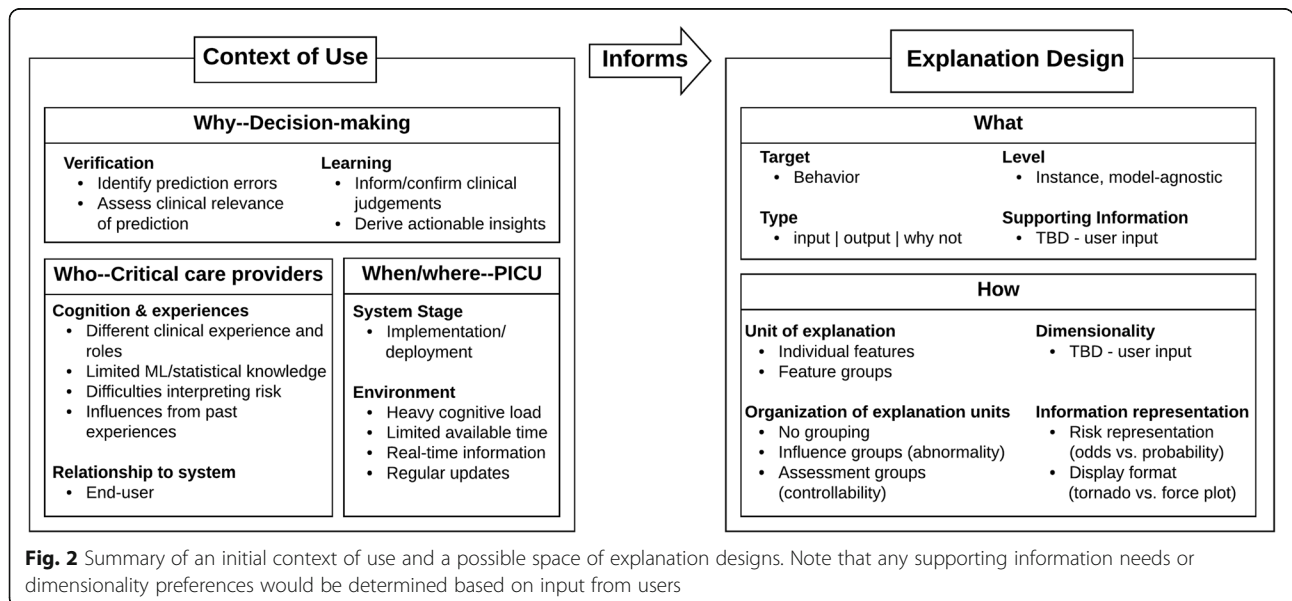 Context of Use
Why--Decision-making
Verification
• Identify prediction errors
• Assess clinical relevance
of prediction
Learning
• Inform/confirm clinical
judgements
• Derive actionable insights
Who--Critical care providers
Cognition & experiences
• Different clinical experience and
roles
• Limited ML/statistical knowledge
• Difficulties interpreting risk
• Influences from past
experiences
Relationship to system
• End-user
When/where--PICU
System Stage
• Implementation/
deployment
Environment
• Heavy cognitive load
• Limited available time
• Real-time information
• Regular updates
Informs
Explanation Design
What
Target
• Behavior
Level
• Instance, model-agnostic
Type
• input | output | why not
Supporting Information
• TBD - user input
How
Unit of explanation
• Individual features
• Feature groups
Dimensionality
• TBD - user input
Organization of explanation units
• No grouping
• Influence groups (abnormality)
• Assessment groups
(controllability)
Information representation
• Risk representation
(odds vs. probability)
• Display format
(tornado vs. force plot)
Fig. 2 Summary of an initial context of use and a possible space of explanation designs. Note that any supporting information needs or
dimensionality preferences would be determined based on input from users